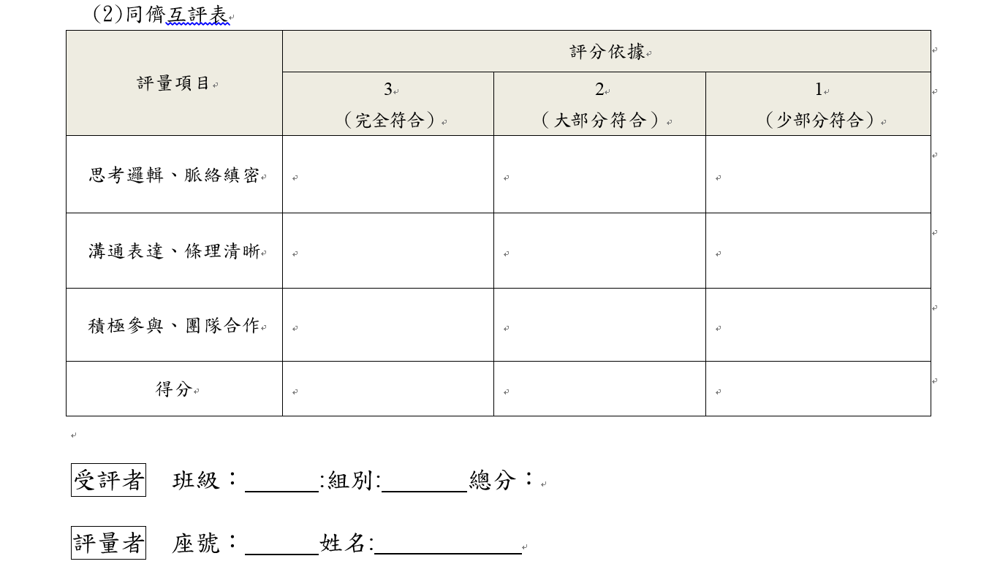 (2)同儕互評表
評量項目
評分依據
3
（完全符合）
2
（大部分符合）
1
（少部分符合）
思考邏輯、脈絡縝密
溝通表達、條理清晰
積極參與、團隊合作
得分
受評者 班級：______:組別:_______總分：
評量者 座號：______姓名:____________